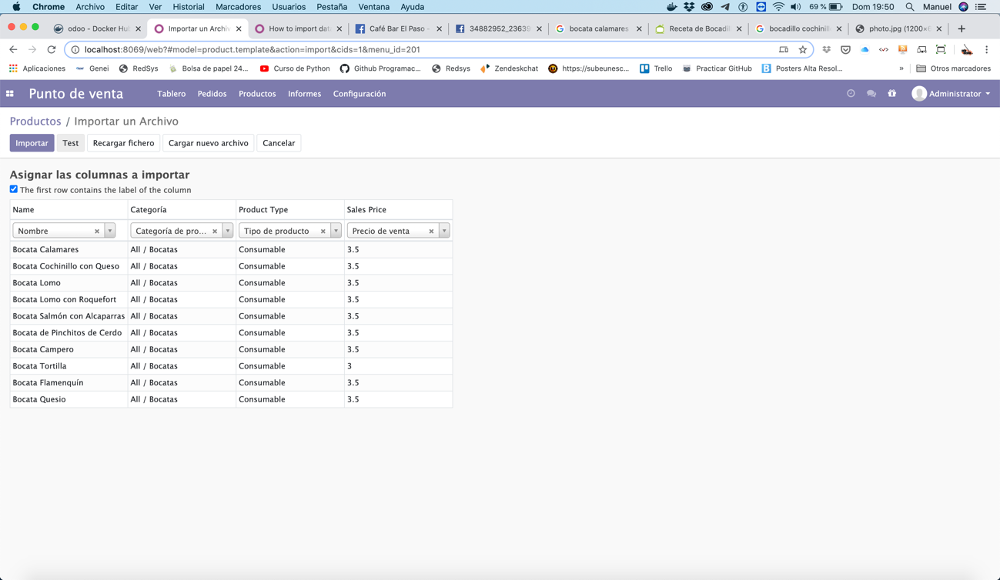 Chrome Archivo Editar Ver Historial Marcadores Usuarios Pestaña Ventana Ayuda 69 % Dom 19:50 Manuel
odoo - Docker Hu Importar un Archiv How to import dat Café Bar El Paso - 34882952_23639 bocata calamares Receta de Bocadil bocadillo cochinill photo.jpg (1200×6
localhost:8069/web?#model=product.template&action=import&cids=1&menu_id=201
Aplicaciones Genei RedSys Bolsa de papel 24... Curso de Python Github Programac... Redsys Zendeskchat https://subeunesc... Trello Practicar GitHub Posters Alta Resol... » Otros marcadores
Punto de venta Tablero Pedidos Productos Informes Configuración Administrator
Productos / Importar un Archivo
Importar Test Recargar fichero Cargar nuevo archivo Cancelar
Asignar las columnas a importar
The first row contains the label of the column
Name Categoría Product Type Sales Price
Nombre Categoría de pro... Tipo de producto Precio de venta
Bocata Calamares All / Bocatas Consumable 3.5
Bocata Cochinillo con Queso All / Bocatas Consumable 3.5
Bocata Lomo All / Bocatas Consumable 3.5
Bocata Lomo con Roquefort All / Bocatas Consumable 3.5
Bocata Salmón con Alcaparras All / Bocatas Consumable 3.5
Bocata de Pinchitos de Cerdo All / Bocatas Consumable 3.5
Bocata Campero All / Bocatas Consumable 3.5
Bocata Tortilla All / Bocatas Consumable 3
Bocata Flamenquín All / Bocatas Consumable 3.5
Bocata Quesio All / Bocatas Consumable 3.5